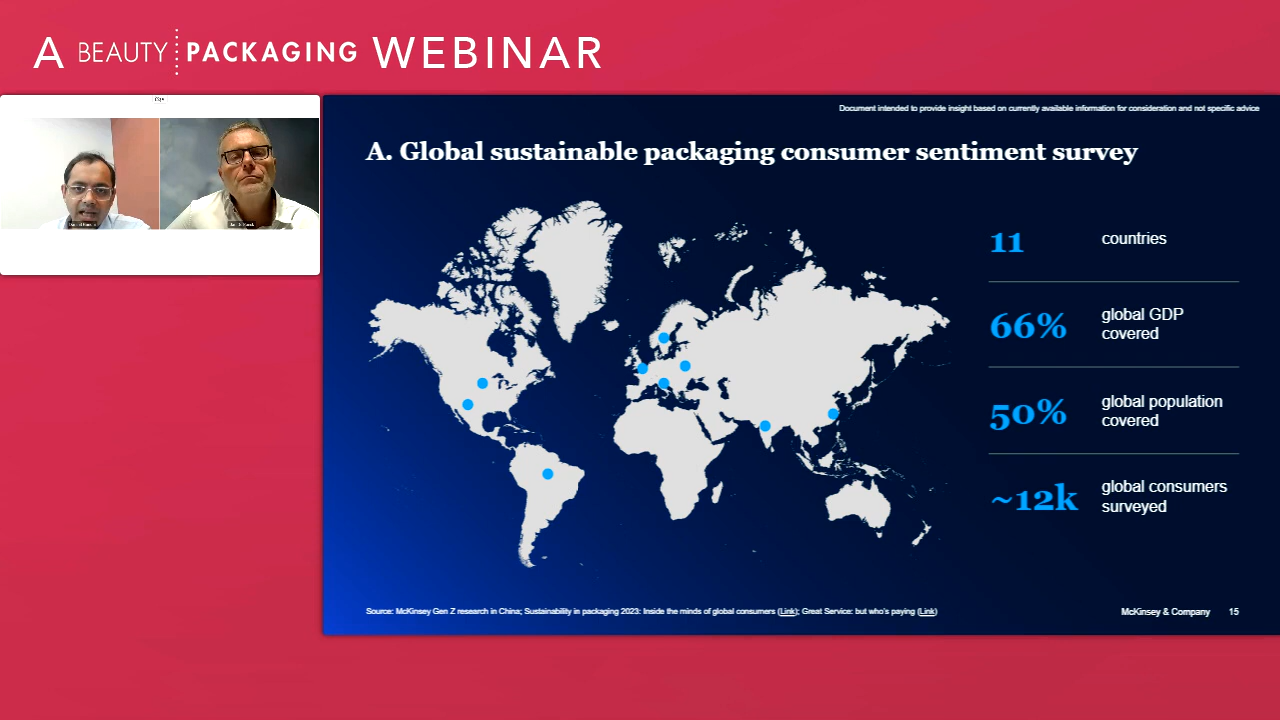 A BEAUTY PACKAGING WEBINAR
Document intended to provide insight based on currently available information for consideration and not specific advice
A. Global sustainable packaging consumer sentiment survey
11 countries
66% global GDP
covered
50% global population
covered
~12k global consumers
surveyed
Source: McKinsey Gen Z research in China; Sustainability in packaging 2023: Inside the minds of global consumers (Link); Great Service: but who's paying (Link)
McKinsey & Company 15